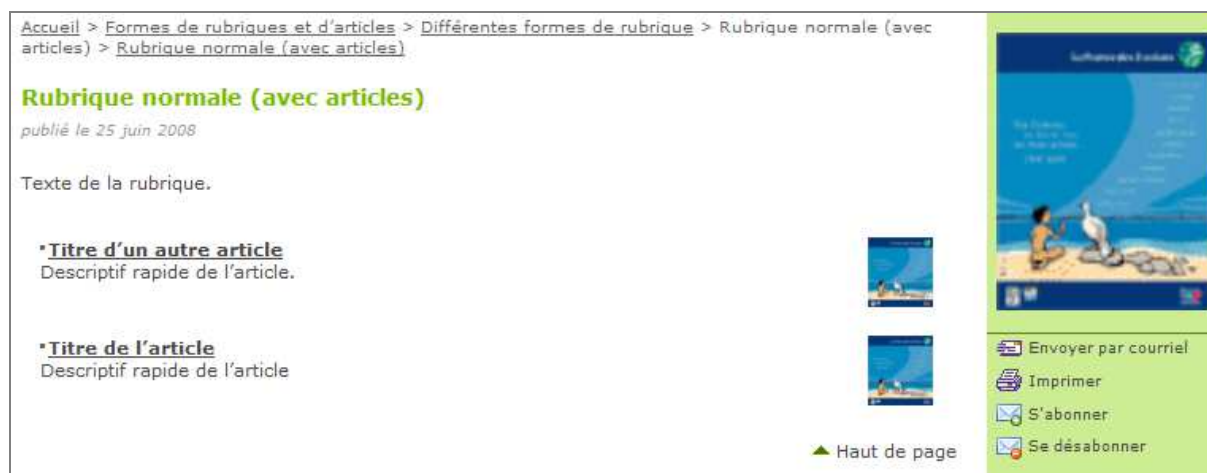 Accueil > Formes de rubriques et d'articles > Différentes formes de rubrique > Rubrique normale (avec
articles) > Rubrique normale (avec articles)
Rubrique normale (avec articles)
publié le 25 juin 2008
Texte de la rubrique.
Titre d'un autre article
Descriptif rapide de l'article.
Titre de l'article
Descriptif rapide de l'article
Haut de page
Envoyer par courriel
Imprimer
S'abonner
Se désabonner